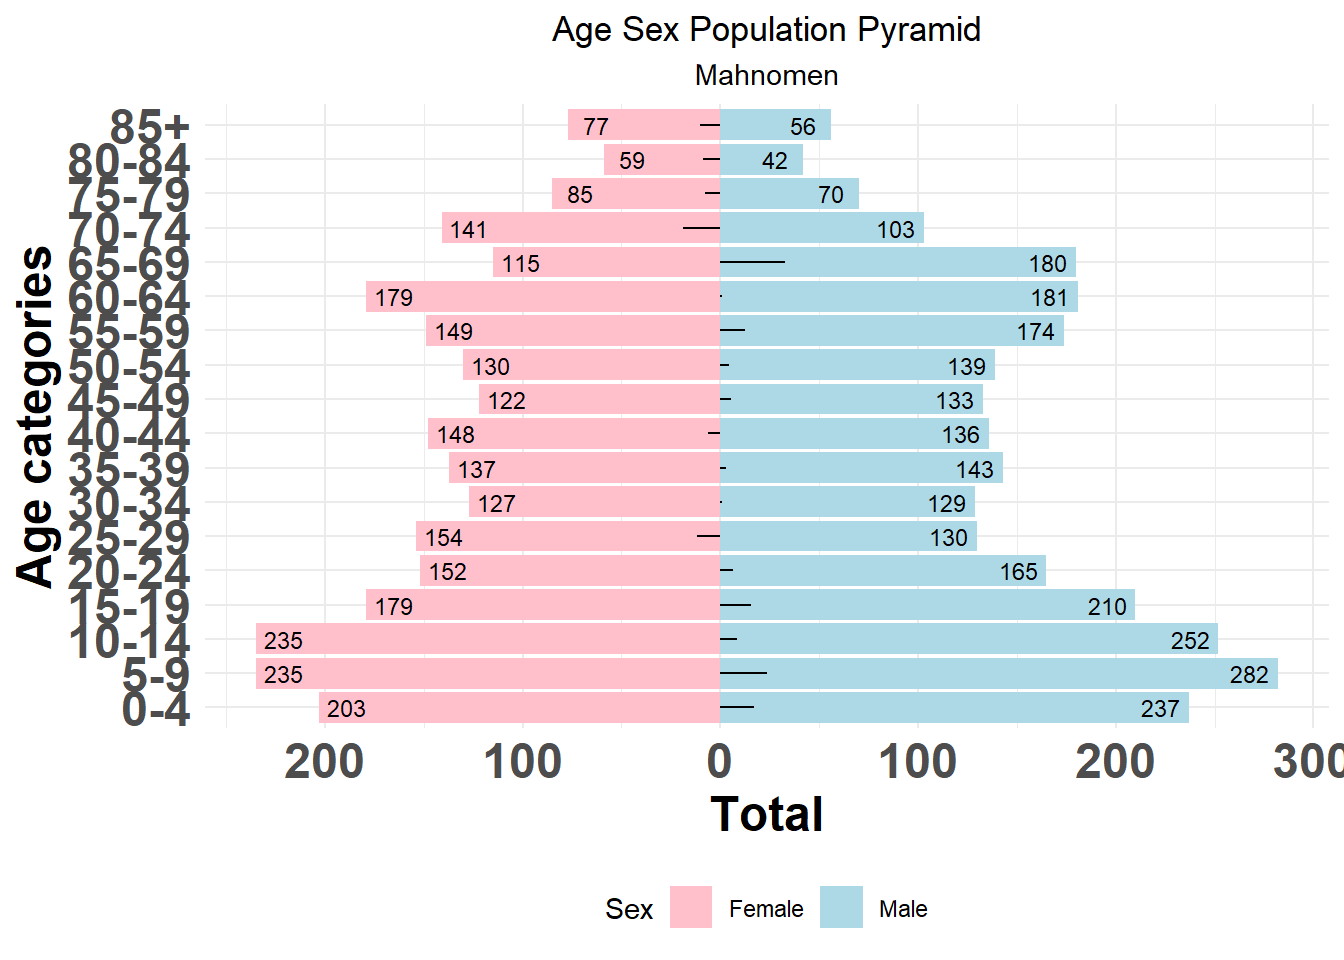 Age Sex Population Pyramid
Mahnomen
Age categories
85+ 77 56
80-84 59 42
75-79 85 70
70-74 141 103
65-69 115 180
60-64 179 181
55-59 149 174
50-54 130 139
45-49 122 133
40-44 148 136
35-39 137 143
30-34 127 129
25-29 154 130
20-24 152 165
15-19 179 210
10-14 235 252
5-9 235 282
0-4 203 237
200 100 0 100 200 300
Total
Sex Female Male